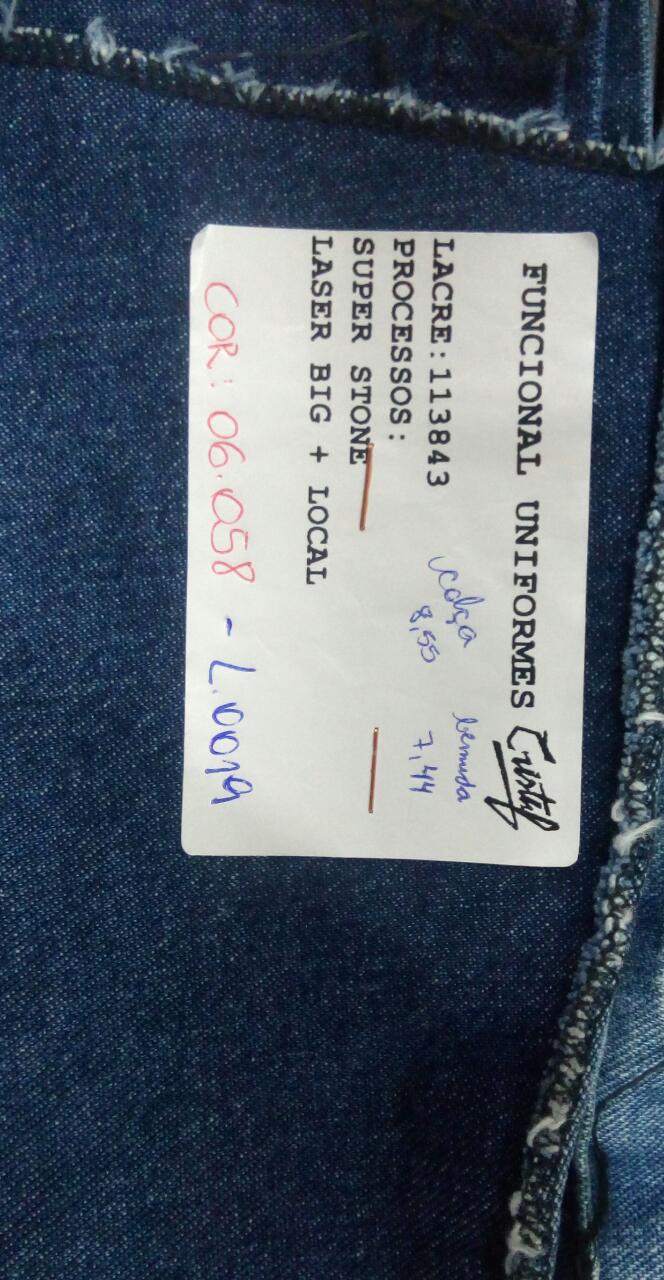 FUNCIONAL UNIFORMES
LACRE:113843
calça bermuda
8,55 7,44
PROCESSOS:
SUPER STONE
LASER BIG + LOCAL
COR: 06.058 - L.0019